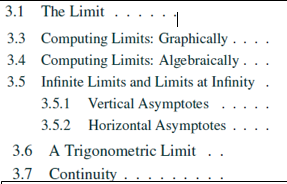 3.1 The Limit . . . . . .
3.3 Computing Limits: Graphically . . . .
3.4 Computing Limits: Algebraically . . . .
3.5 Infinite Limits and Limits at Infinity .
3.5.1 Vertical Asymptotes . . . . .
3.5.2 Horizontal Asymptotes . . . .
3.6 A Trigonometric Limit . .
3.7 Continuity . . . . . . . . .